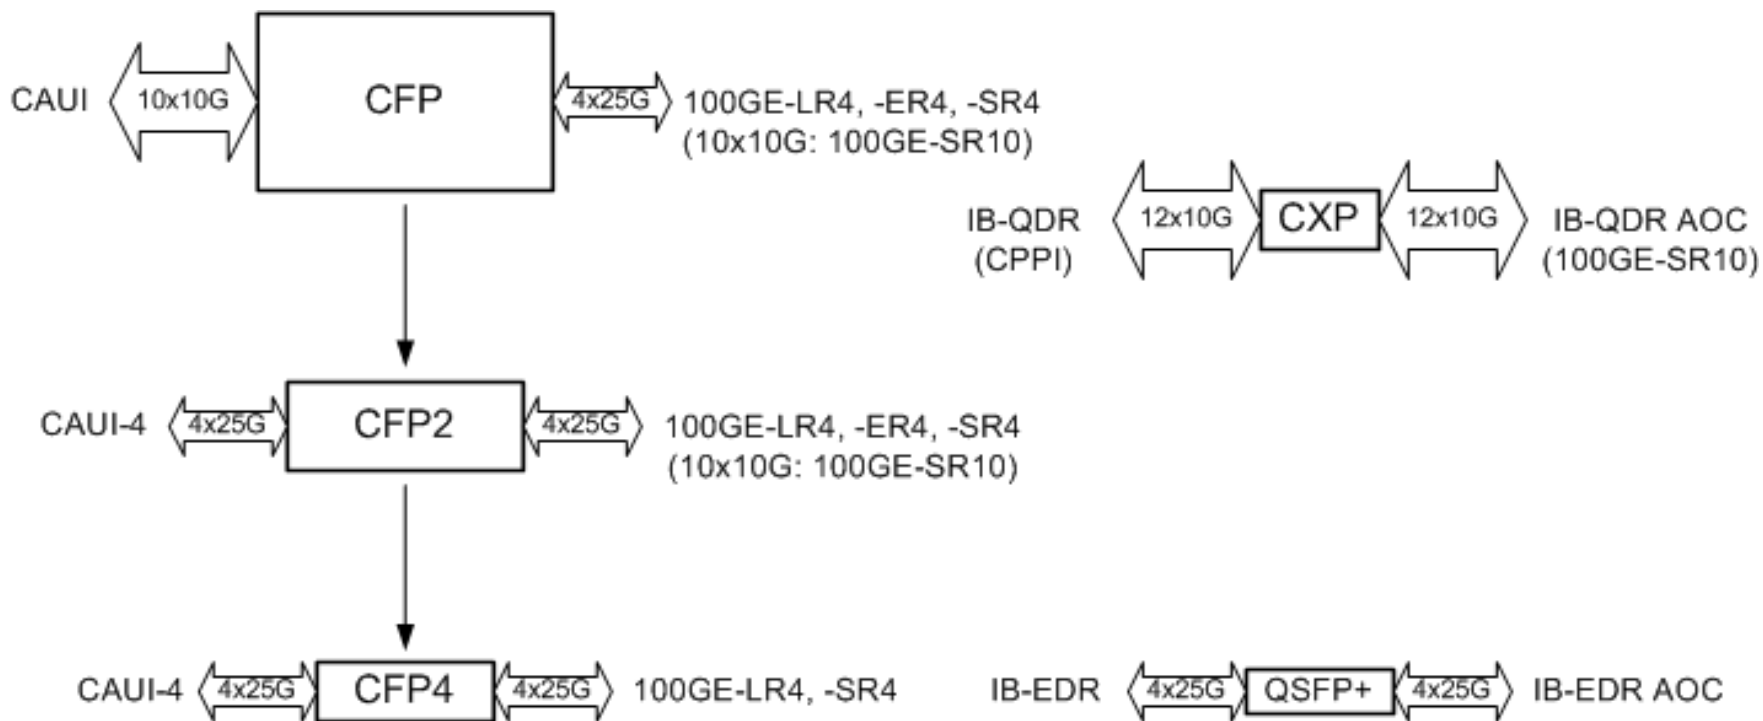 CAUI 10x10G CFP 4x25G 100GE-LR4, -ER4, -SR4
(10x10G: 100GE-SR10)
IB-QDR 12x10G CXP 12x10G IB-QDR AOC
(CPPI) (100GE-SR10)
CAUI-4 4x25G CFP2 4x25G 100GE-LR4, -ER4, -SR4
(10x10G: 100GE-SR10)
CAUI-4 4x25G CFP4 4x25G 100GE-LR4, -SR4
IB-EDR 4x25G QSFP+ 4x25G IB-EDR AOC